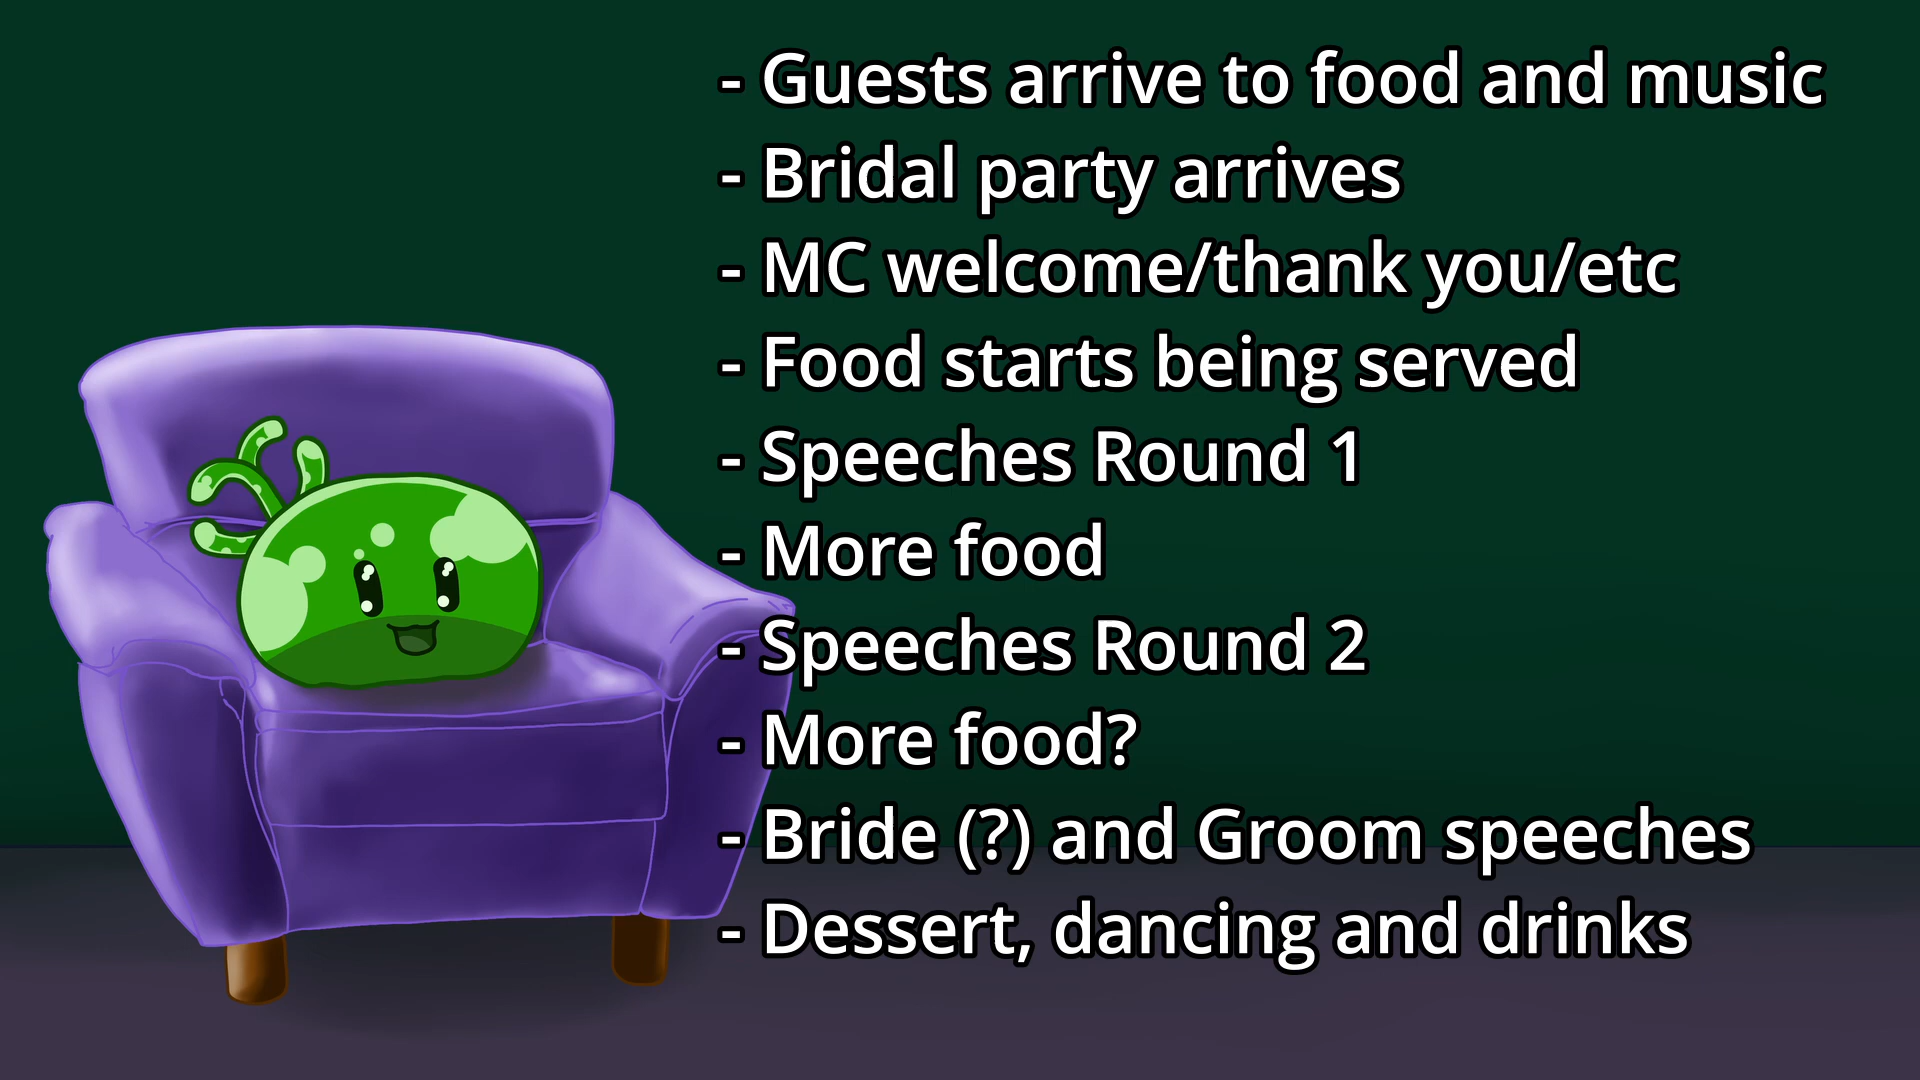 - Guests arrive to food and music
- Bridal party arrives
- MC welcome/thank you/etc
- Food starts being served
- Speeches Round 1
- More food
- Speeches Round 2
- More food?
- Bride (?) and Groom speeches
- Dessert, dancing and drinks